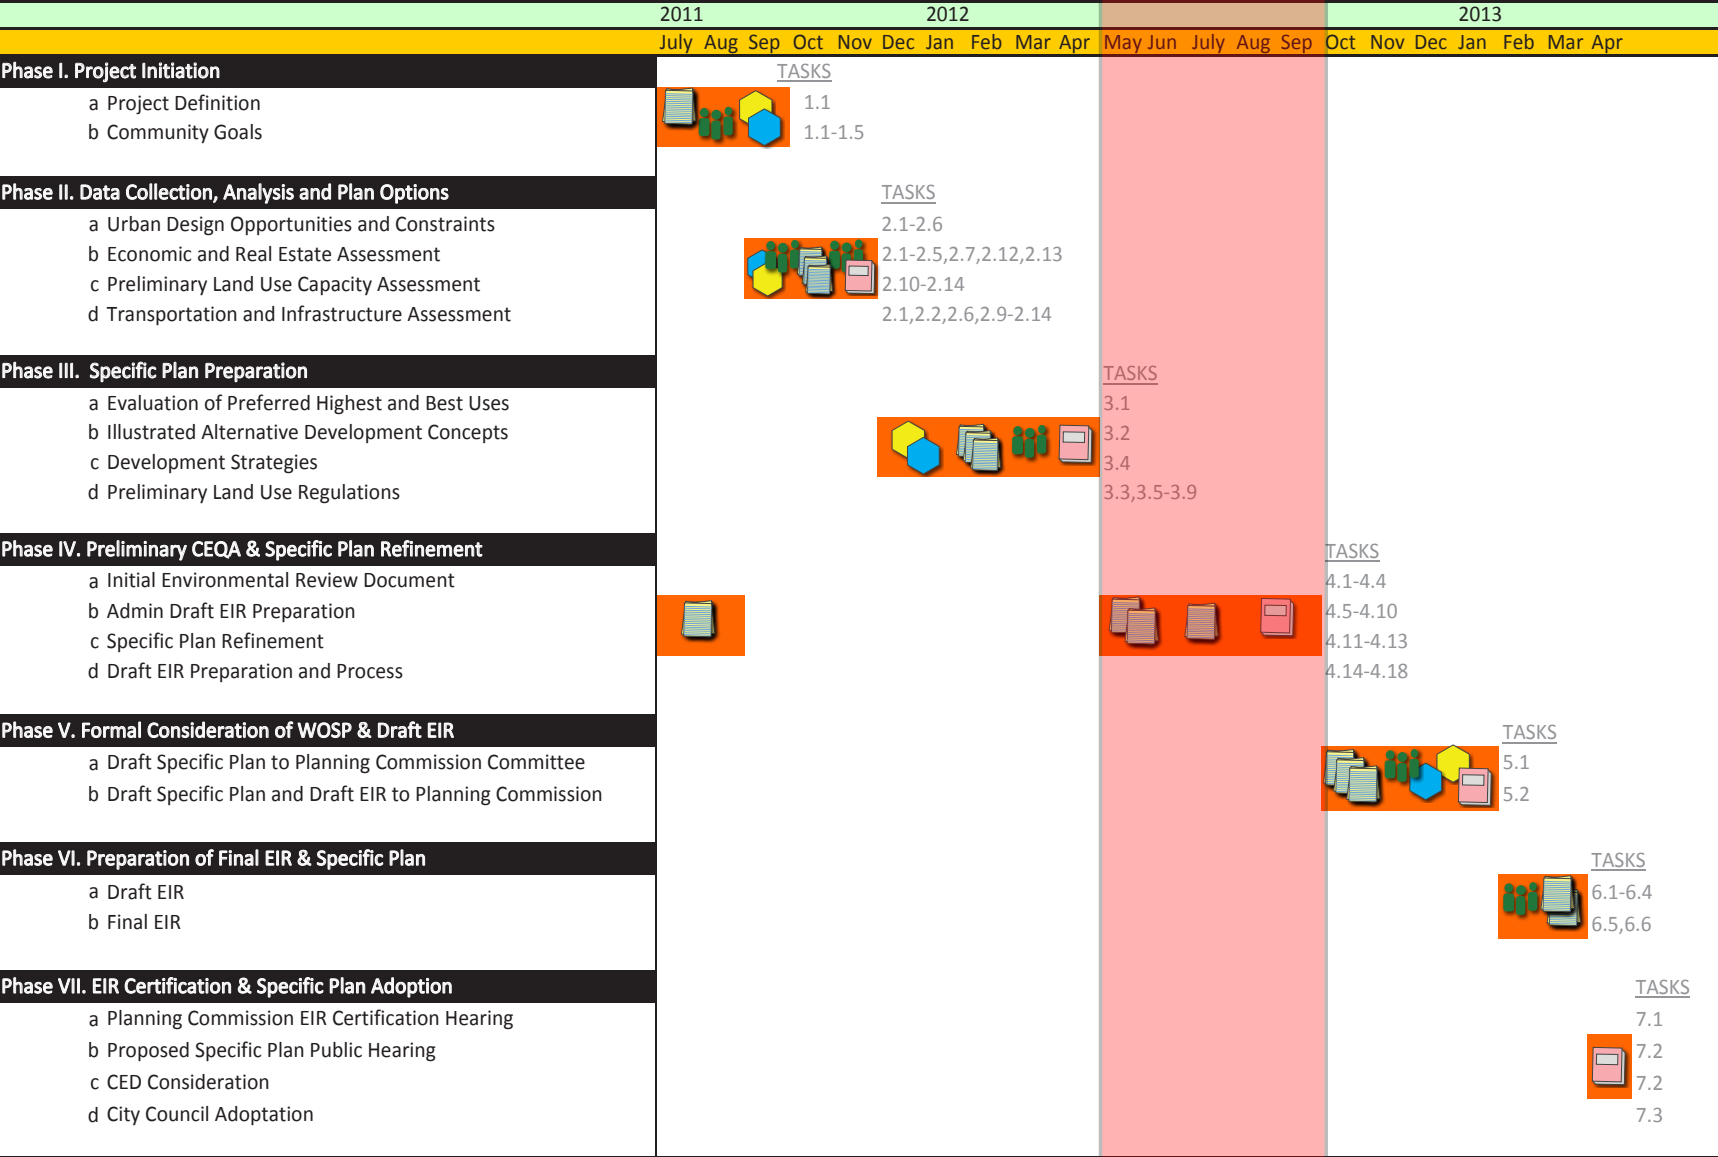 2011 2012 2013
July Aug Sep Oct Nov Dec Jan Feb Mar Apr May Jun July Aug Sep Oct Nov Dec Jan Feb Mar Apr
Phase I. Project Initiation TASKS
a Project Definition 1.1
b Community Goals 1.1-1.5
Phase II. Data Collection, Analysis and Plan Options TASKS
a Urban Design Opportunities and Constraints 2.1-2.6
b Economic and Real Estate Assessment 2.1-2.5,2.7,2.12,2.13
c Preliminary Land Use Capacity Assessment 2.10-2.14
d Transportation and Infrastructure Assessment 2.1,2.2,2.6,2.9-2.14
Phase III. Specific Plan Preparation TASKS
a Evaluation of Preferred Highest and Best Uses 3.1
b Illustrated Alternative Development Concepts 3.2
c Development Strategies 3.4
d Preliminary Land Use Regulations 3.3,3.5-3.9
Phase IV. Preliminary CEQA & Specific Plan Refinement TASKS
a Initial Environmental Review Document 4.1-4.4
b Admin Draft EIR Preparation 4.5-4.10
c Specific Plan Refinement 4.11-4.13
d Draft EIR Preparation and Process 4.14-4.18
Phase V. Formal Consideration of WOSP & Draft EIR TASKS
a Draft Specific Plan to Planning Commission Committee 5.1
b Draft Specific Plan and Draft EIR to Planning Commission 5.2
Phase VI. Preparation of Final EIR & Specific Plan TASKS
a Draft EIR 6.1-6.4
b Final EIR 6.5,6.6
Phase VII. EIR Certification & Specific Plan Adoption TASKS
a Planning Commission EIR Certification Hearing 7.1
b Proposed Specific Plan Public Hearing 7.2
c CED Consideration 7.2
d City Council Adoptation 7.3